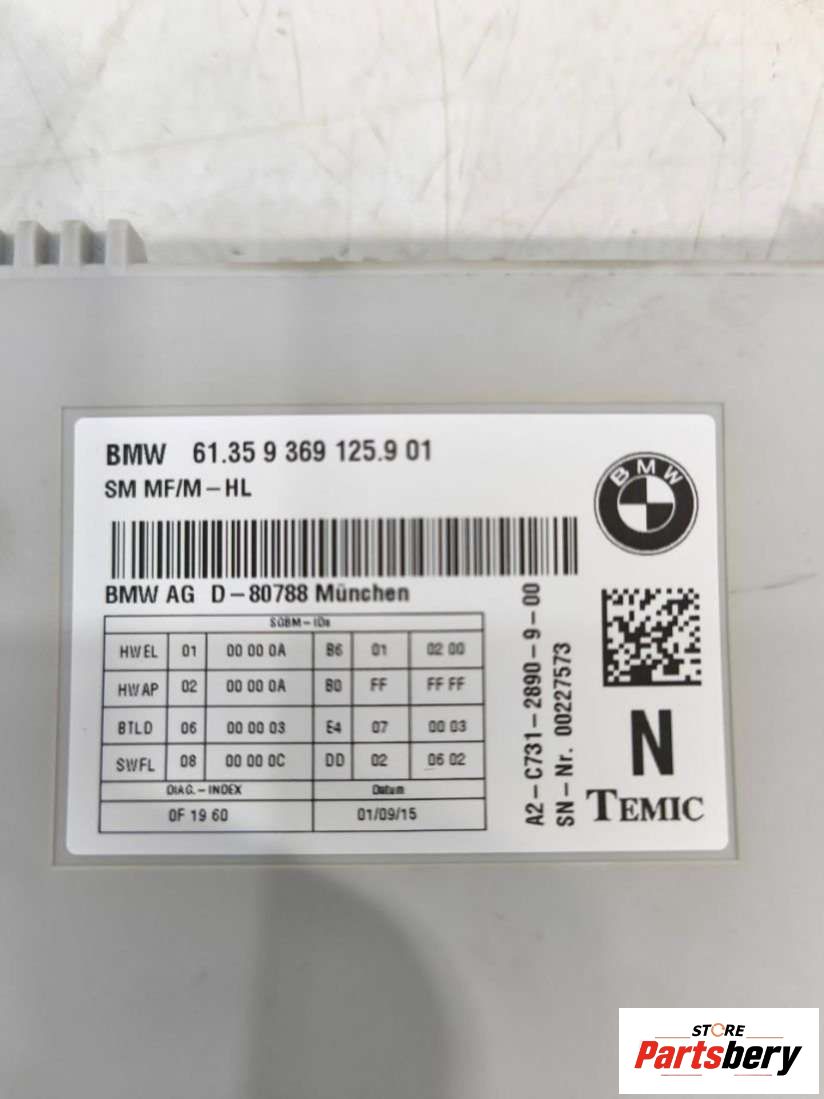 BMW 61.35 9 369 125.9 01
SM MF/M-HL
BMW
BMW AG D-80788 München
SGBM-IDs
HWEL 01 00 00 0A B6 01 02 00
HWAP 02 00 00 0A B0 FF FF FF
BTLD 06 00 00 03 E4 07 00 03
SWFL 08 00 00 0C DD 02 06 02
DIAG.-INDEX Datum
0F 19 60 01/09/15
A2-C731-2890-9-00
SN-Nr. 00227573
N
TEMIC
STORE
Partsbery